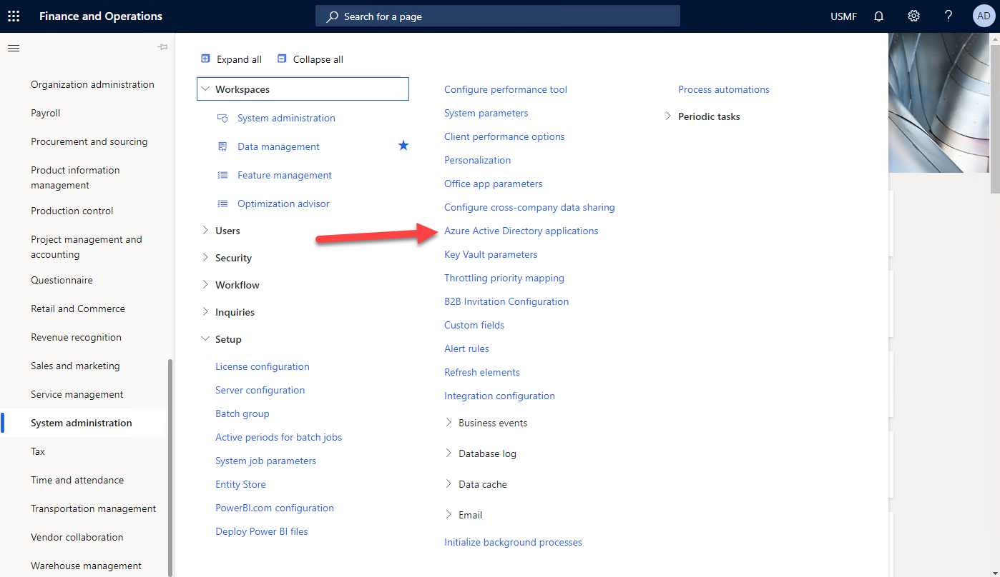 Finance and Operations
Search for a page
USMF
AD
Organization administration
Payroll
Procurement and sourcing
Product information
management
Production control
Project management and
accounting
Questionnaire
Retail and Commerce
Revenue recognition
Sales and marketing
Service management
System administration
Tax
Time and attendance
Transportation management
Vendor collaboration
Warehouse management
Expand all
Collapse all
Workspaces
System administration
Data management
Feature management
Optimization advisor
Users
Security
Workflow
Inquiries
Setup
License configuration
Server configuration
Batch group
Active periods for batch jobs
System job parameters
Entity Store
PowerBI.com configuration
Deploy Power BI files
Configure performance tool
System parameters
Client performance options
Personalization
Office app parameters
Configure cross-company data sharing
Azure Active Directory applications
Key Vault parameters
Throttling priority mapping
B2B Invitation Configuration
Custom fields
Alert rules
Refresh elements
Integration configuration
Business events
Database log
Data cache
Email
Initialize background processes
Process automations
Periodic tasks